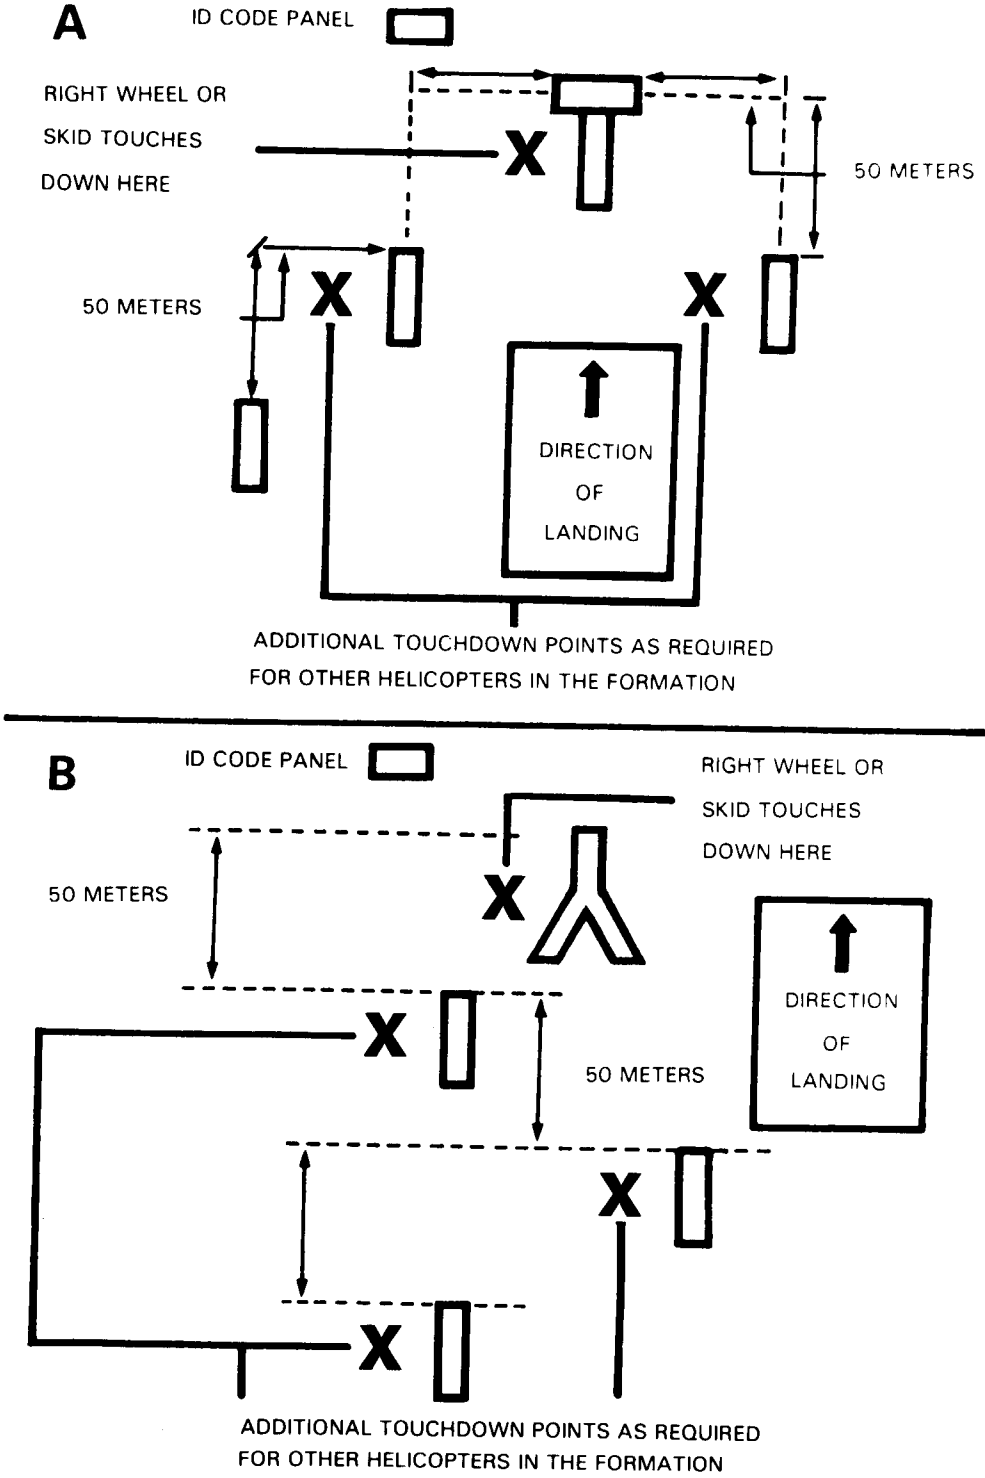 A
ID CODE PANEL
RIGHT WHEEL OR
SKID TOUCHES
DOWN HERE
X
50 METERS
50 METERS
X
X
DIRECTION
OF
LANDING
ADDITIONAL TOUCHDOWN POINTS AS REQUIRED
FOR OTHER HELICOPTERS IN THE FORMATION
B
ID CODE PANEL
RIGHT WHEEL OR
SKID TOUCHES
DOWN HERE
50 METERS
X
DIRECTION
OF
LANDING
X
50 METERS
X
X
ADDITIONAL TOUCHDOWN POINTS AS REQUIRED
FOR OTHER HELICOPTERS IN THE FORMATION